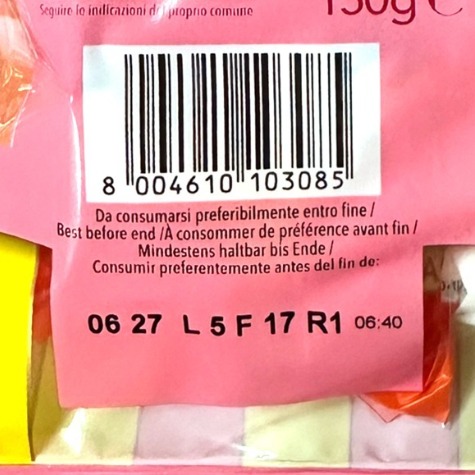 Seguire le indicazioni del proprio comune
150g ℮
8 004610 103085
Da consumarsi preferibilmente entro fine /
Best before end /À consommer de préférence avant fin /
Mindestens haltbar bis Ende /
Consumir preferentemente antes del fin de:
06 27 L 5 F 17 R1 06:40